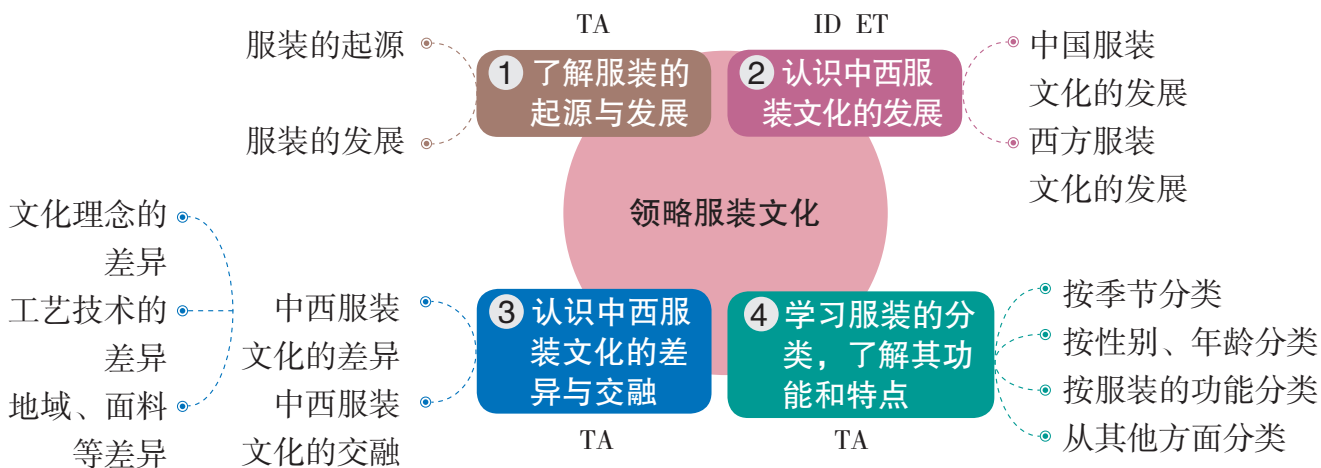 TA
服装的起源
服装的发展
① 了解服装的
起源与发展
ID ET
② 认识中西服
装文化的发展
中国服装
文化的发展
西方服装
文化的发展
领略服装文化
文化理念的
差异
工艺技术的
差异
地域、面料
等差异
中西服装
文化的差异
中西服装
文化的交融
③ 认识中西服
装文化的差
异与交融
TA
④ 学习服装的分
类，了解其功
能和特点
TA
按季节分类
按性别、年龄分类
按服装的功能分类
从其他方面分类